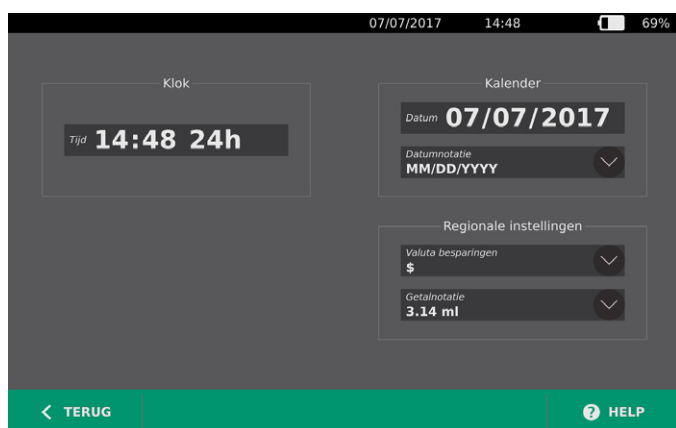 07/07/2017 14:48 69%
Klok
Tijd 14:48 24h
Kalender
Datum 07/07/2017
Datumnotatie
MM/DD/YYYY
Regionale instellingen
Valuta besparingen
$
Getalnotatie
3.14 ml
TERUG
? HELP